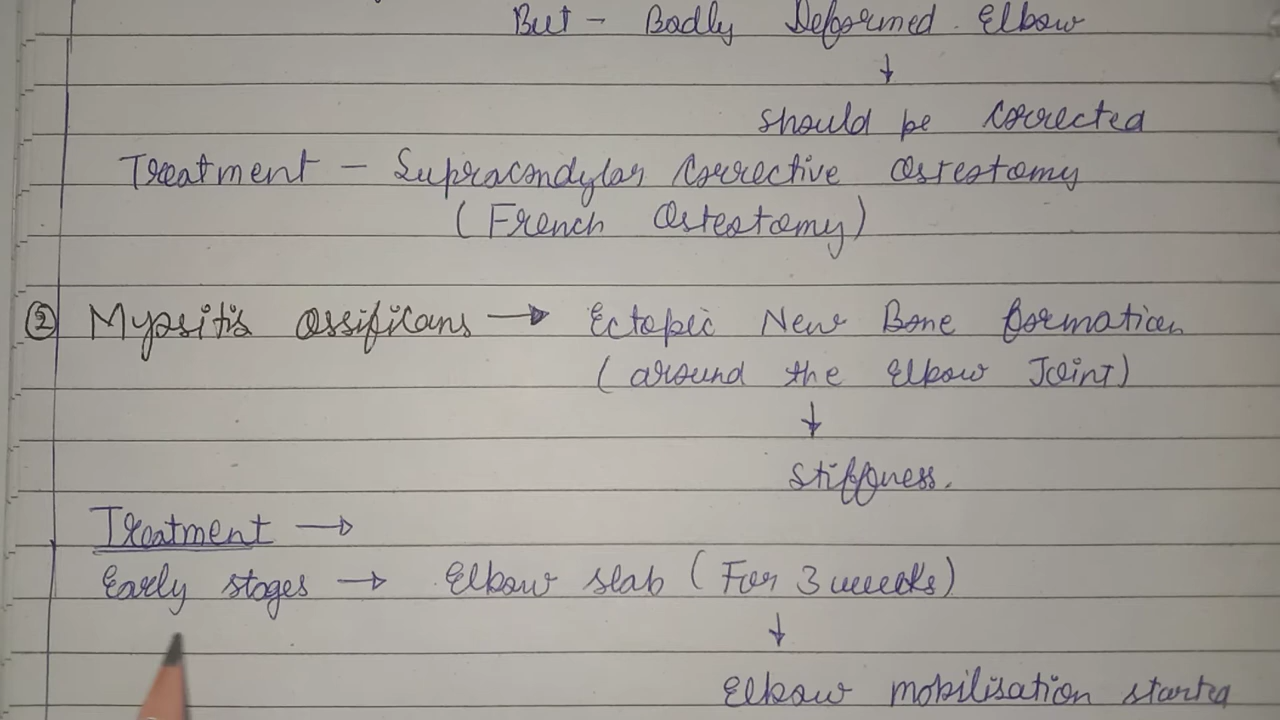 But - Badly Deformed Elbow
↓
should be corrected
Treatment - Supracondylar Corrective Osteotomy
(French Osteotomy)
② Myositis Ossificans → Ectopic New Bone formation
(around the Elbow Joint)
↓
Stiffness.
Treatment →
Early stages → Elbow slab (For 3 weeks)
↓
Elbow mobilisation started